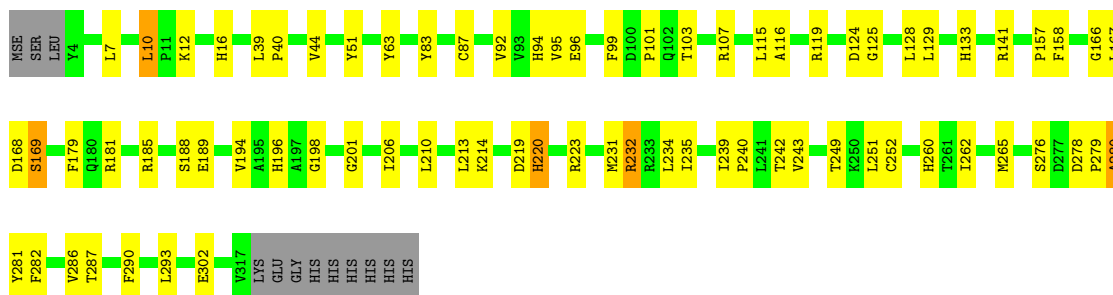 MSE SER LEU Y4 L7 L10 P11 K12 H16 L39 P40 V44 Y51 Y63 Y83 C87 V92 V93 H94 V95 E96 F99 D100 P101 Q102 T103 R107 L115 A116 R119 D124 G125 L128 L129 H133 R141 P157 F158 G166
D168 S169 F179 Q180 R181 R185 S188 E189 V194 A195 H196 A197 G198 G201 I206 L210 L213 K214 D219 H220 R223 M231 R232 R233 L234 I235 I239 P240 L241 T242 V243 T249 K250 L251 C252 H260 T261 I262 M265 S276 D277 D278 P279
Y281 F282 V286 T287 F290 L293 E302 V317 LYS GLU GLY HIS HIS HIS HIS HIS HIS